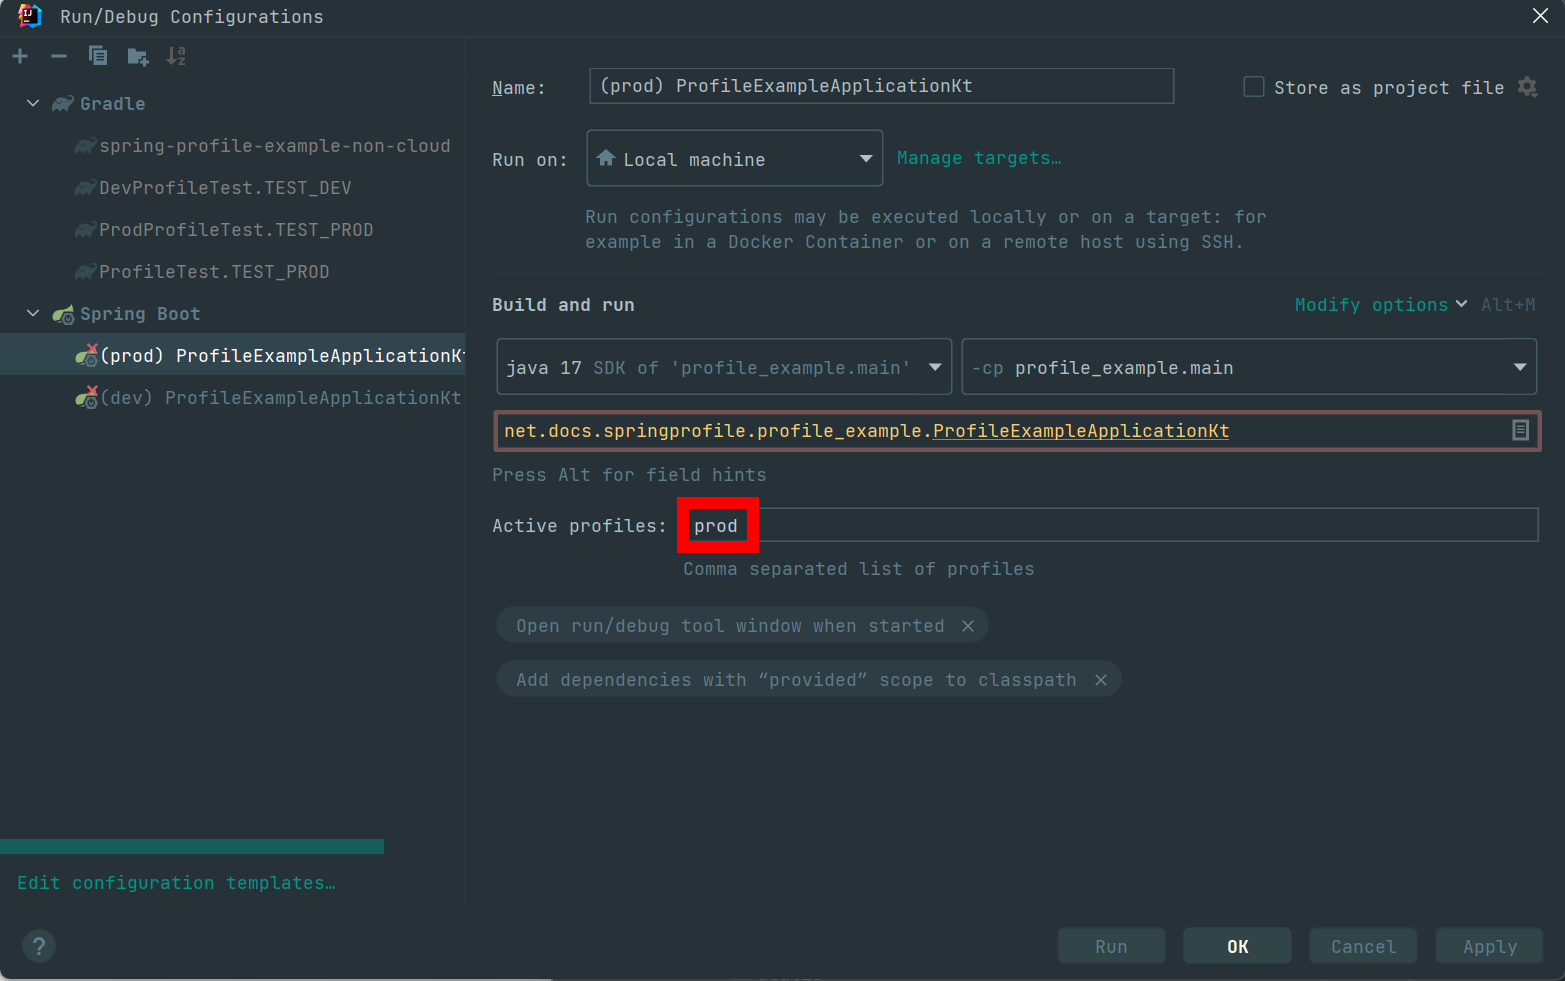 Run/Debug Configurations
Gradle
spring-profile-example-non-cloud
DevProfileTest.TEST_DEV
ProdProfileTest.TEST_PROD
ProfileTest.TEST_PROD
Spring Boot
(prod) ProfileExampleApplicationKt
(dev) ProfileExampleApplicationKt
Edit configuration templates…
Name: (prod) ProfileExampleApplicationKt Store as project file
Run on: Local machine Manage targets…
Run configurations may be executed locally or on a target: for
example in a Docker Container or on a remote host using SSH.
Build and run Modify options Alt+M
java 17 SDK of 'profile_example.main' -cp profile_example.main
net.docs.springprofile.profile_example.ProfileExampleApplicationKt
Press Alt for field hints
Active profiles: prod
Comma separated list of profiles
Open run/debug tool window when started
Add dependencies with “provided” scope to classpath
? Run OK Cancel Apply